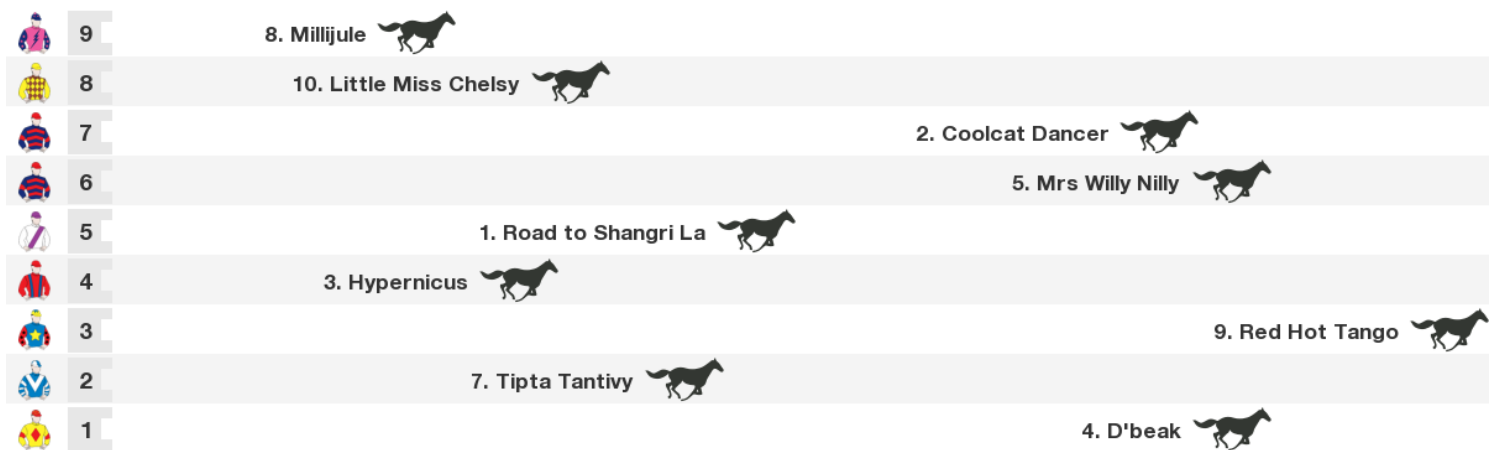 9 8. Millijule
8 10. Little Miss Chelsy
7 2. Coolcat Dancer
6 5. Mrs Willy Nilly
5 1. Road to Shangri La
4 3. Hypernicus
3 9. Red Hot Tango
2 7. Tipta Tantivy
1 4. D'beak